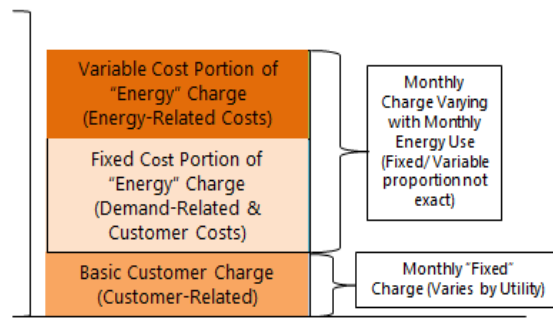 Variable Cost Portion of
"Energy" Charge
(Energy-Related Costs)
Fixed Cost Portion of
"Energy" Charge
(Demand-Related &
Customer Costs)
Basic Customer Charge
(Customer-Related)
Monthly
Charge Varying
with Monthly
Energy Use
(Fixed/ Variable
proportion not
exact)
Monthly "Fixed"
Charge (Varies by Utility)